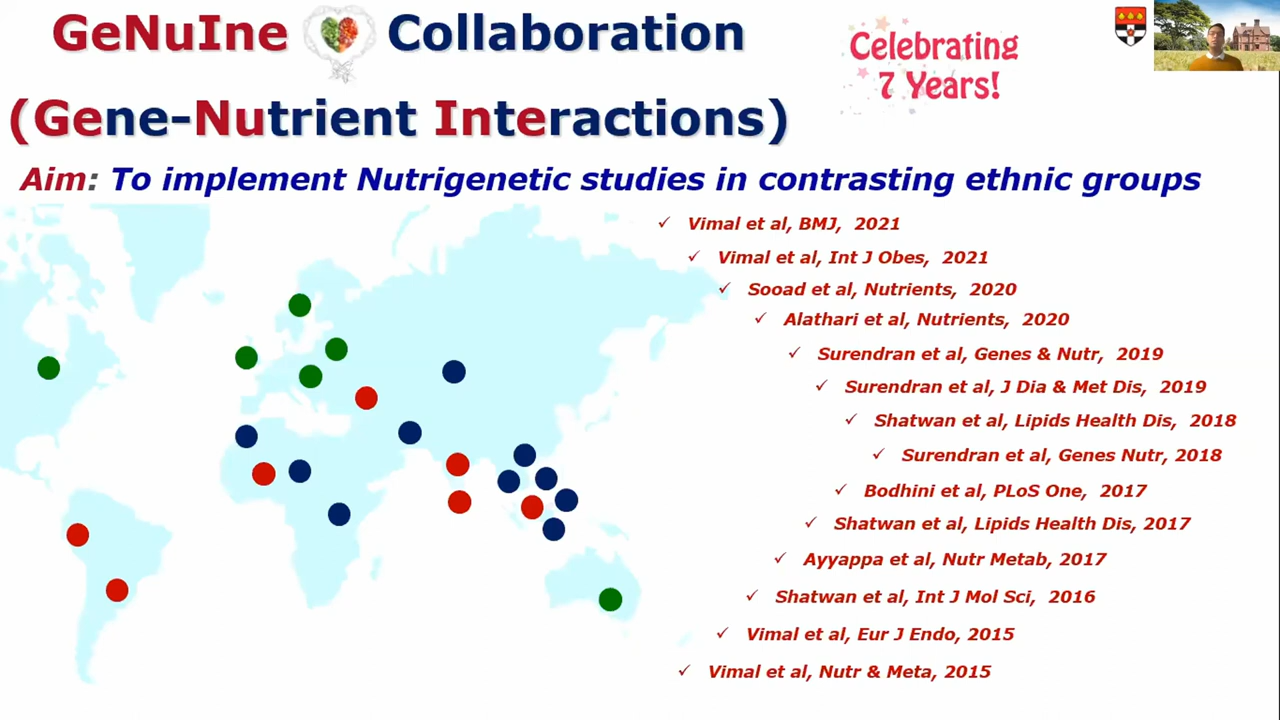 GeNuIne Collaboration
Celebrating
7 Years!
(Gene-Nutrient Interactions)
Aim: To implement Nutrigenetic studies in contrasting ethnic groups
✓ Vimal et al, BMJ, 2021
✓ Vimal et al, Int J Obes, 2021
✓ Sooad et al, Nutrients, 2020
✓ Alathari et al, Nutrients, 2020
✓ Surendran et al, Genes & Nutr, 2019
✓ Surendran et al, J Dia & Met Dis, 2019
✓ Shatwan et al, Lipids Health Dis, 2018
✓ Surendran et al, Genes Nutr, 2018
✓ Bodhini et al, PLoS One, 2017
✓ Shatwan et al, Lipids Health Dis, 2017
✓ Ayyappa et al, Nutr Metab, 2017
✓ Shatwan et al, Int J Mol Sci, 2016
✓ Vimal et al, Eur J Endo, 2015
✓ Vimal et al, Nutr & Meta, 2015